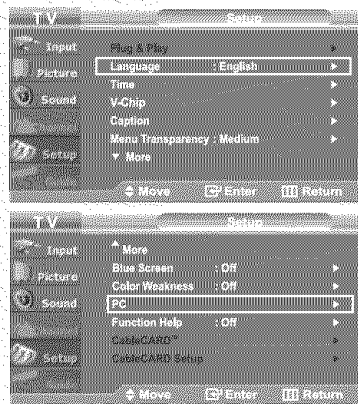 TV Setup
Input
Picture
Sound
Channel
Setup
Plug & Play
Language : English
Time
V-Chip
Caption
Menu Transparency : Medium
▼ More
Move Enter Return
TV Setup
Input
Picture
Sound
Setup
▲ More
Blue Screen : Off
Color Weakness : Off
PC
Function Help : Off
CableCARD™
CableCARD Setup
Move Enter Return